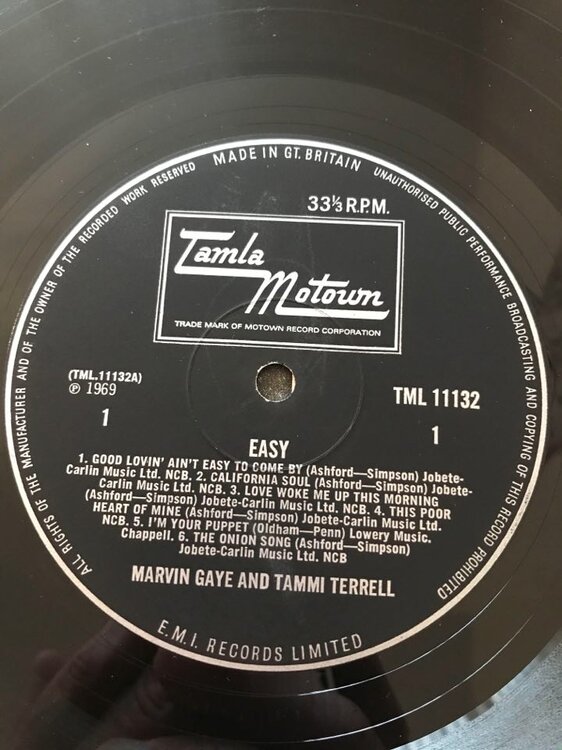 MADE IN GT. BRITAIN
UNAUTHORISED PUBLIC PERFORMANCE BROADCASTING AND COPYING OF THIS RECORD PROHIBITED
ALL RIGHTS OF THE MANUFACTURER AND OF THE OWNER OF THE RECORDED WORK RESERVED
33⅓ R.P.M.
Tamla
Motown
TRADE MARK OF MOTOWN RECORD CORPORATION
(TML.11132A)
℗ 1969
1
TML 11132
1
EASY
1. GOOD LOVIN' AIN'T EASY TO COME BY (Ashford—Simpson) Jobete-
Carlin Music Ltd. NCB. 2. CALIFORNIA SOUL (Ashford—Simpson) Jobete-
Carlin Music Ltd. NCB. 3. LOVE WOKE ME UP THIS MORNING
(Ashford—Simpson) Jobete-Carlin Music Ltd. NCB. 4. THIS POOR
HEART OF MINE (Ashford—Simpson) Jobete-Carlin Music Ltd.
NCB. 5. I'M YOUR PUPPET (Oldham—Penn) Lowery Music.
Chappell. 6. THE ONION SONG (Ashford—Simpson)
Jobete-Carlin Music Ltd. NCB
MARVIN GAYE AND TAMMI TERRELL
E.M.I. RECORDS LIMITED